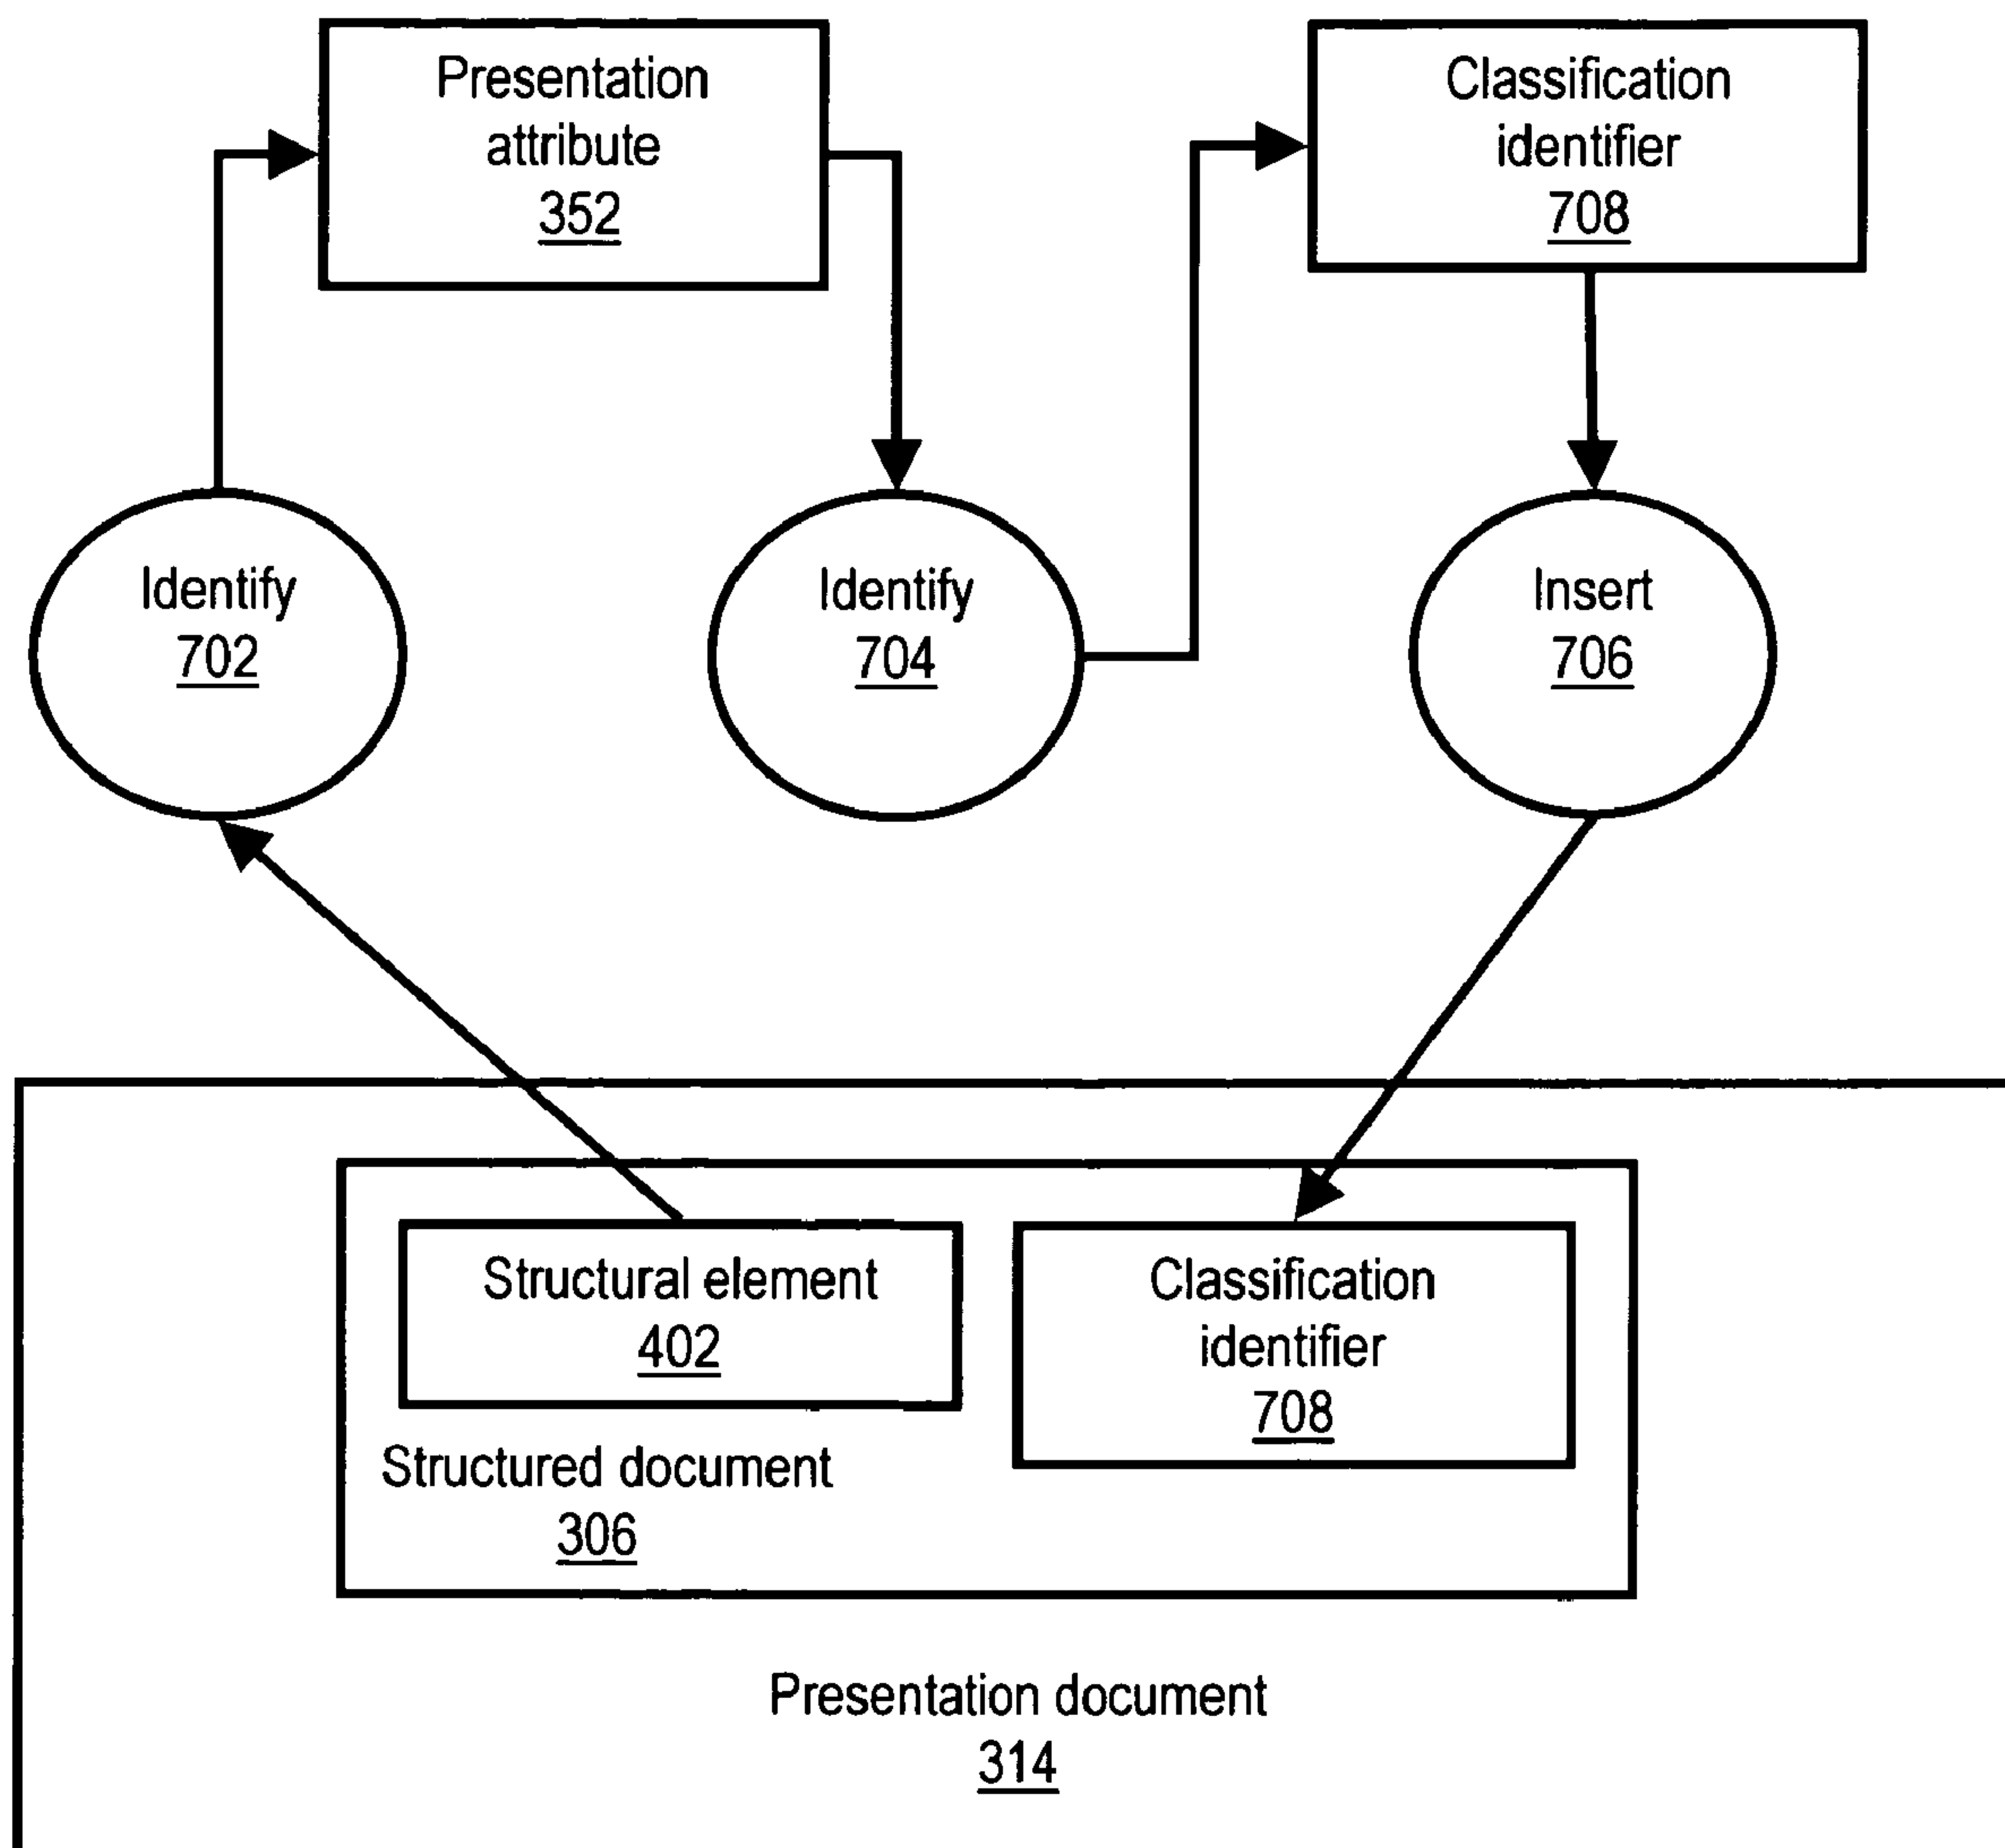 Presentation
attribute
352
Classification
identifier
708
Identify
702
Identify
704
Insert
706
Structural element
402
Classification
identifier
708
Structured document
306
Presentation document
314